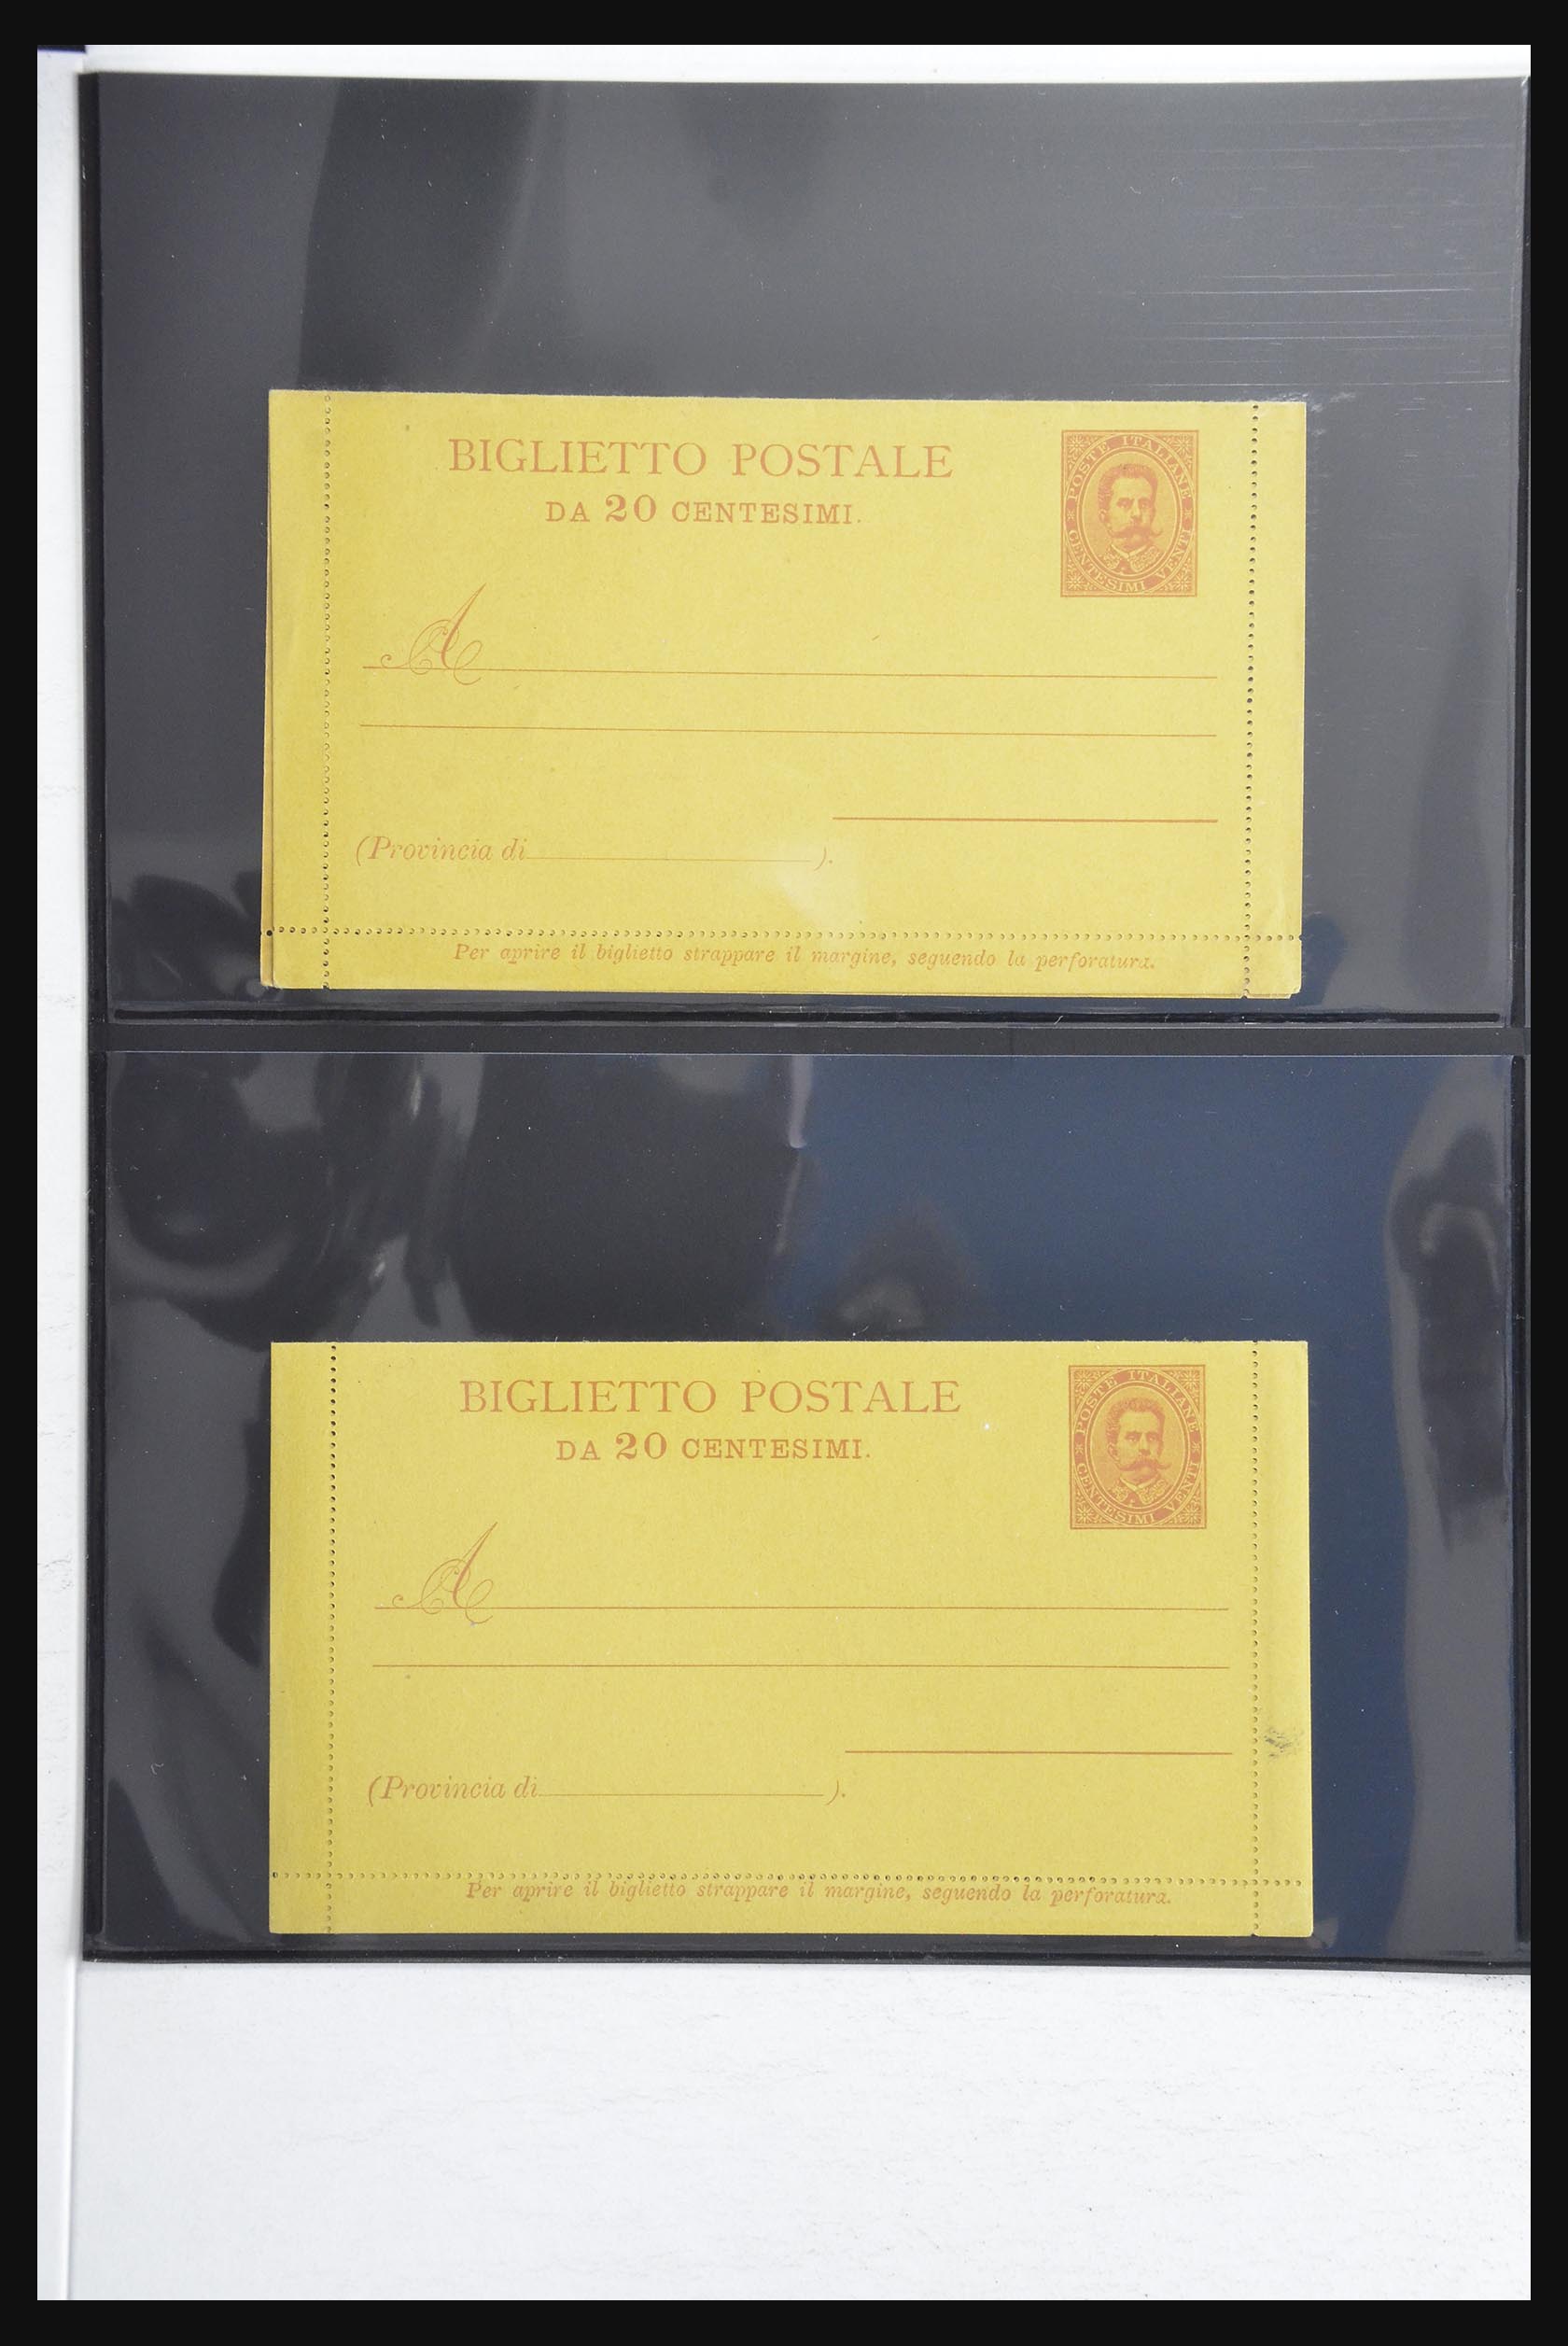 BIGLIETTO POSTALE
DA 20 CENTESIMI.
POSTE ITALIANE
CENTESIMI VENTI
A
(Provincia di ).
Per aprire il biglietto strappare il margine, seguendo la perforatura.
BIGLIETTO POSTALE
DA 20 CENTESIMI.
POSTE ITALIANE
CENTESIMI VENTI
A
(Provincia di ).
Per aprire il biglietto strappare il margine, seguendo la perforatura.